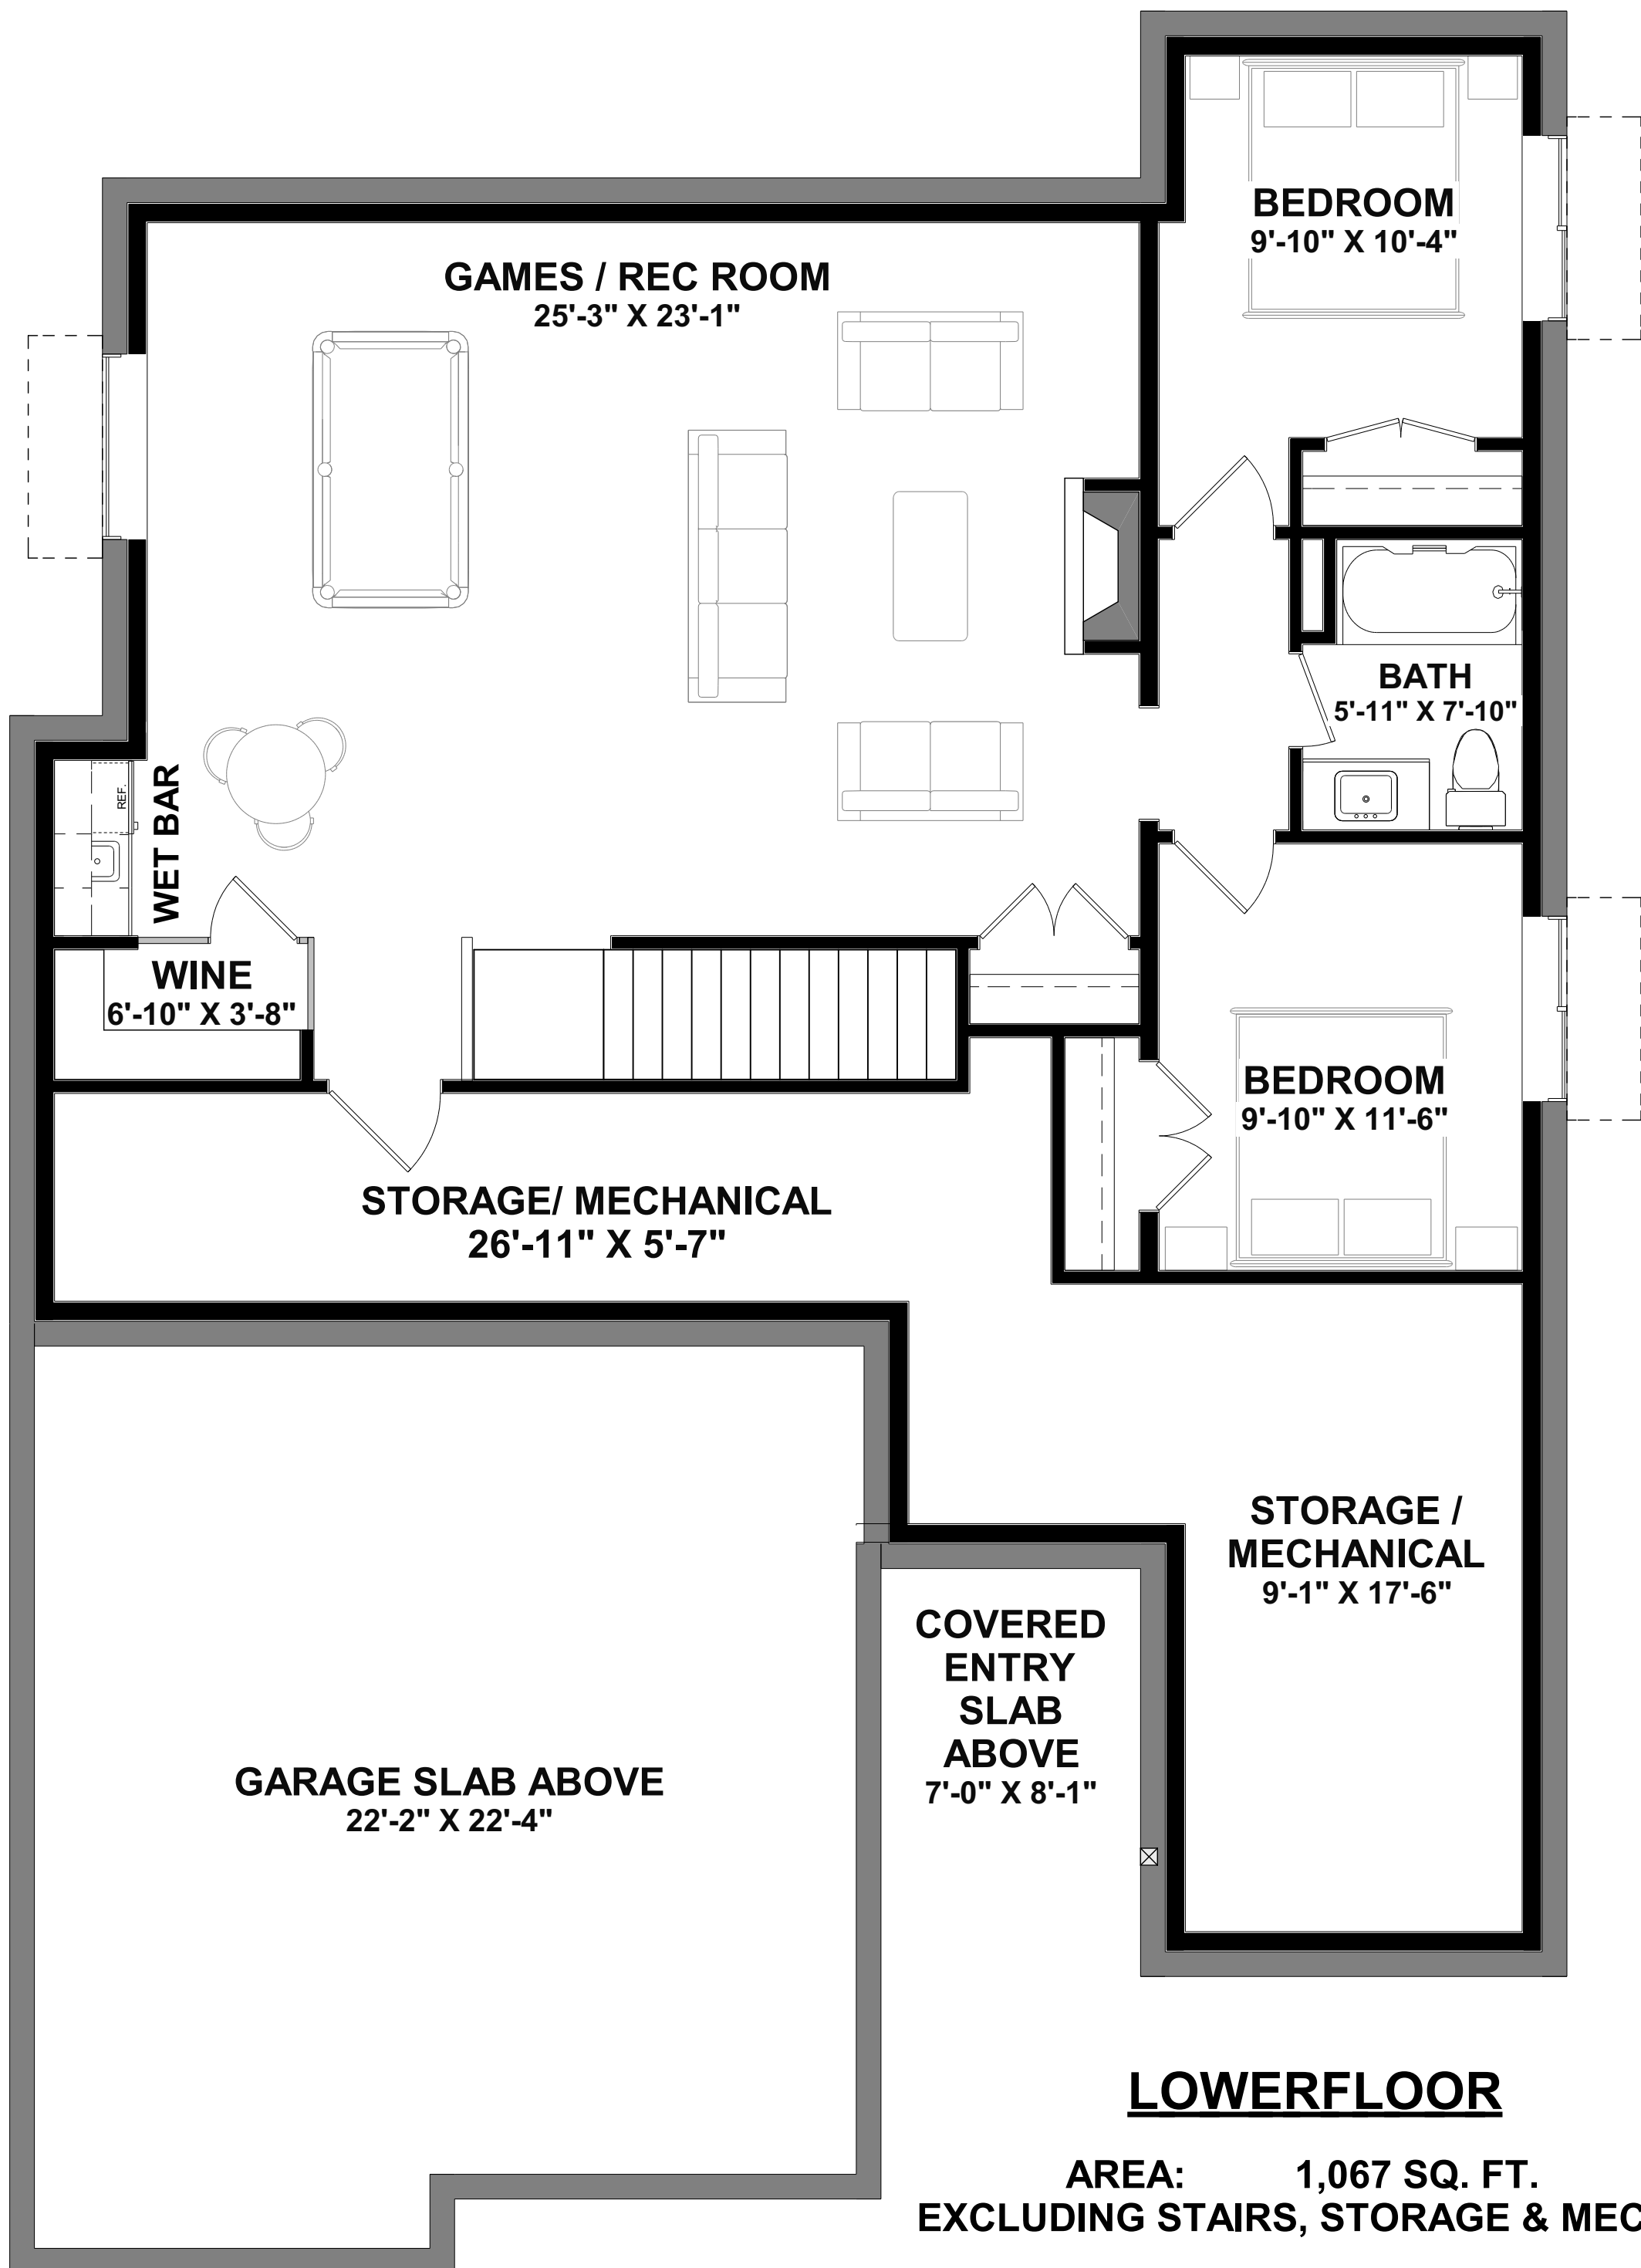 BEDROOM
9'-10" X 10'-4"
GAMES / REC ROOM
25'-3" X 23'-1"
BATH
5'-11" X 7'-10"
REF.
WET BAR
WINE
6'-10" X 3'-8"
BEDROOM
9'-10" X 11'-6"
STORAGE/ MECHANICAL
26'-11" X 5'-7"
STORAGE /
MECHANICAL
9'-1" X 17'-6"
COVERED
ENTRY
SLAB
ABOVE
7'-0" X 8'-1"
GARAGE SLAB ABOVE
22'-2" X 22'-4"
LOWERFLOOR
AREA: 1,067 SQ. FT.
EXCLUDING STAIRS, STORAGE & MEC